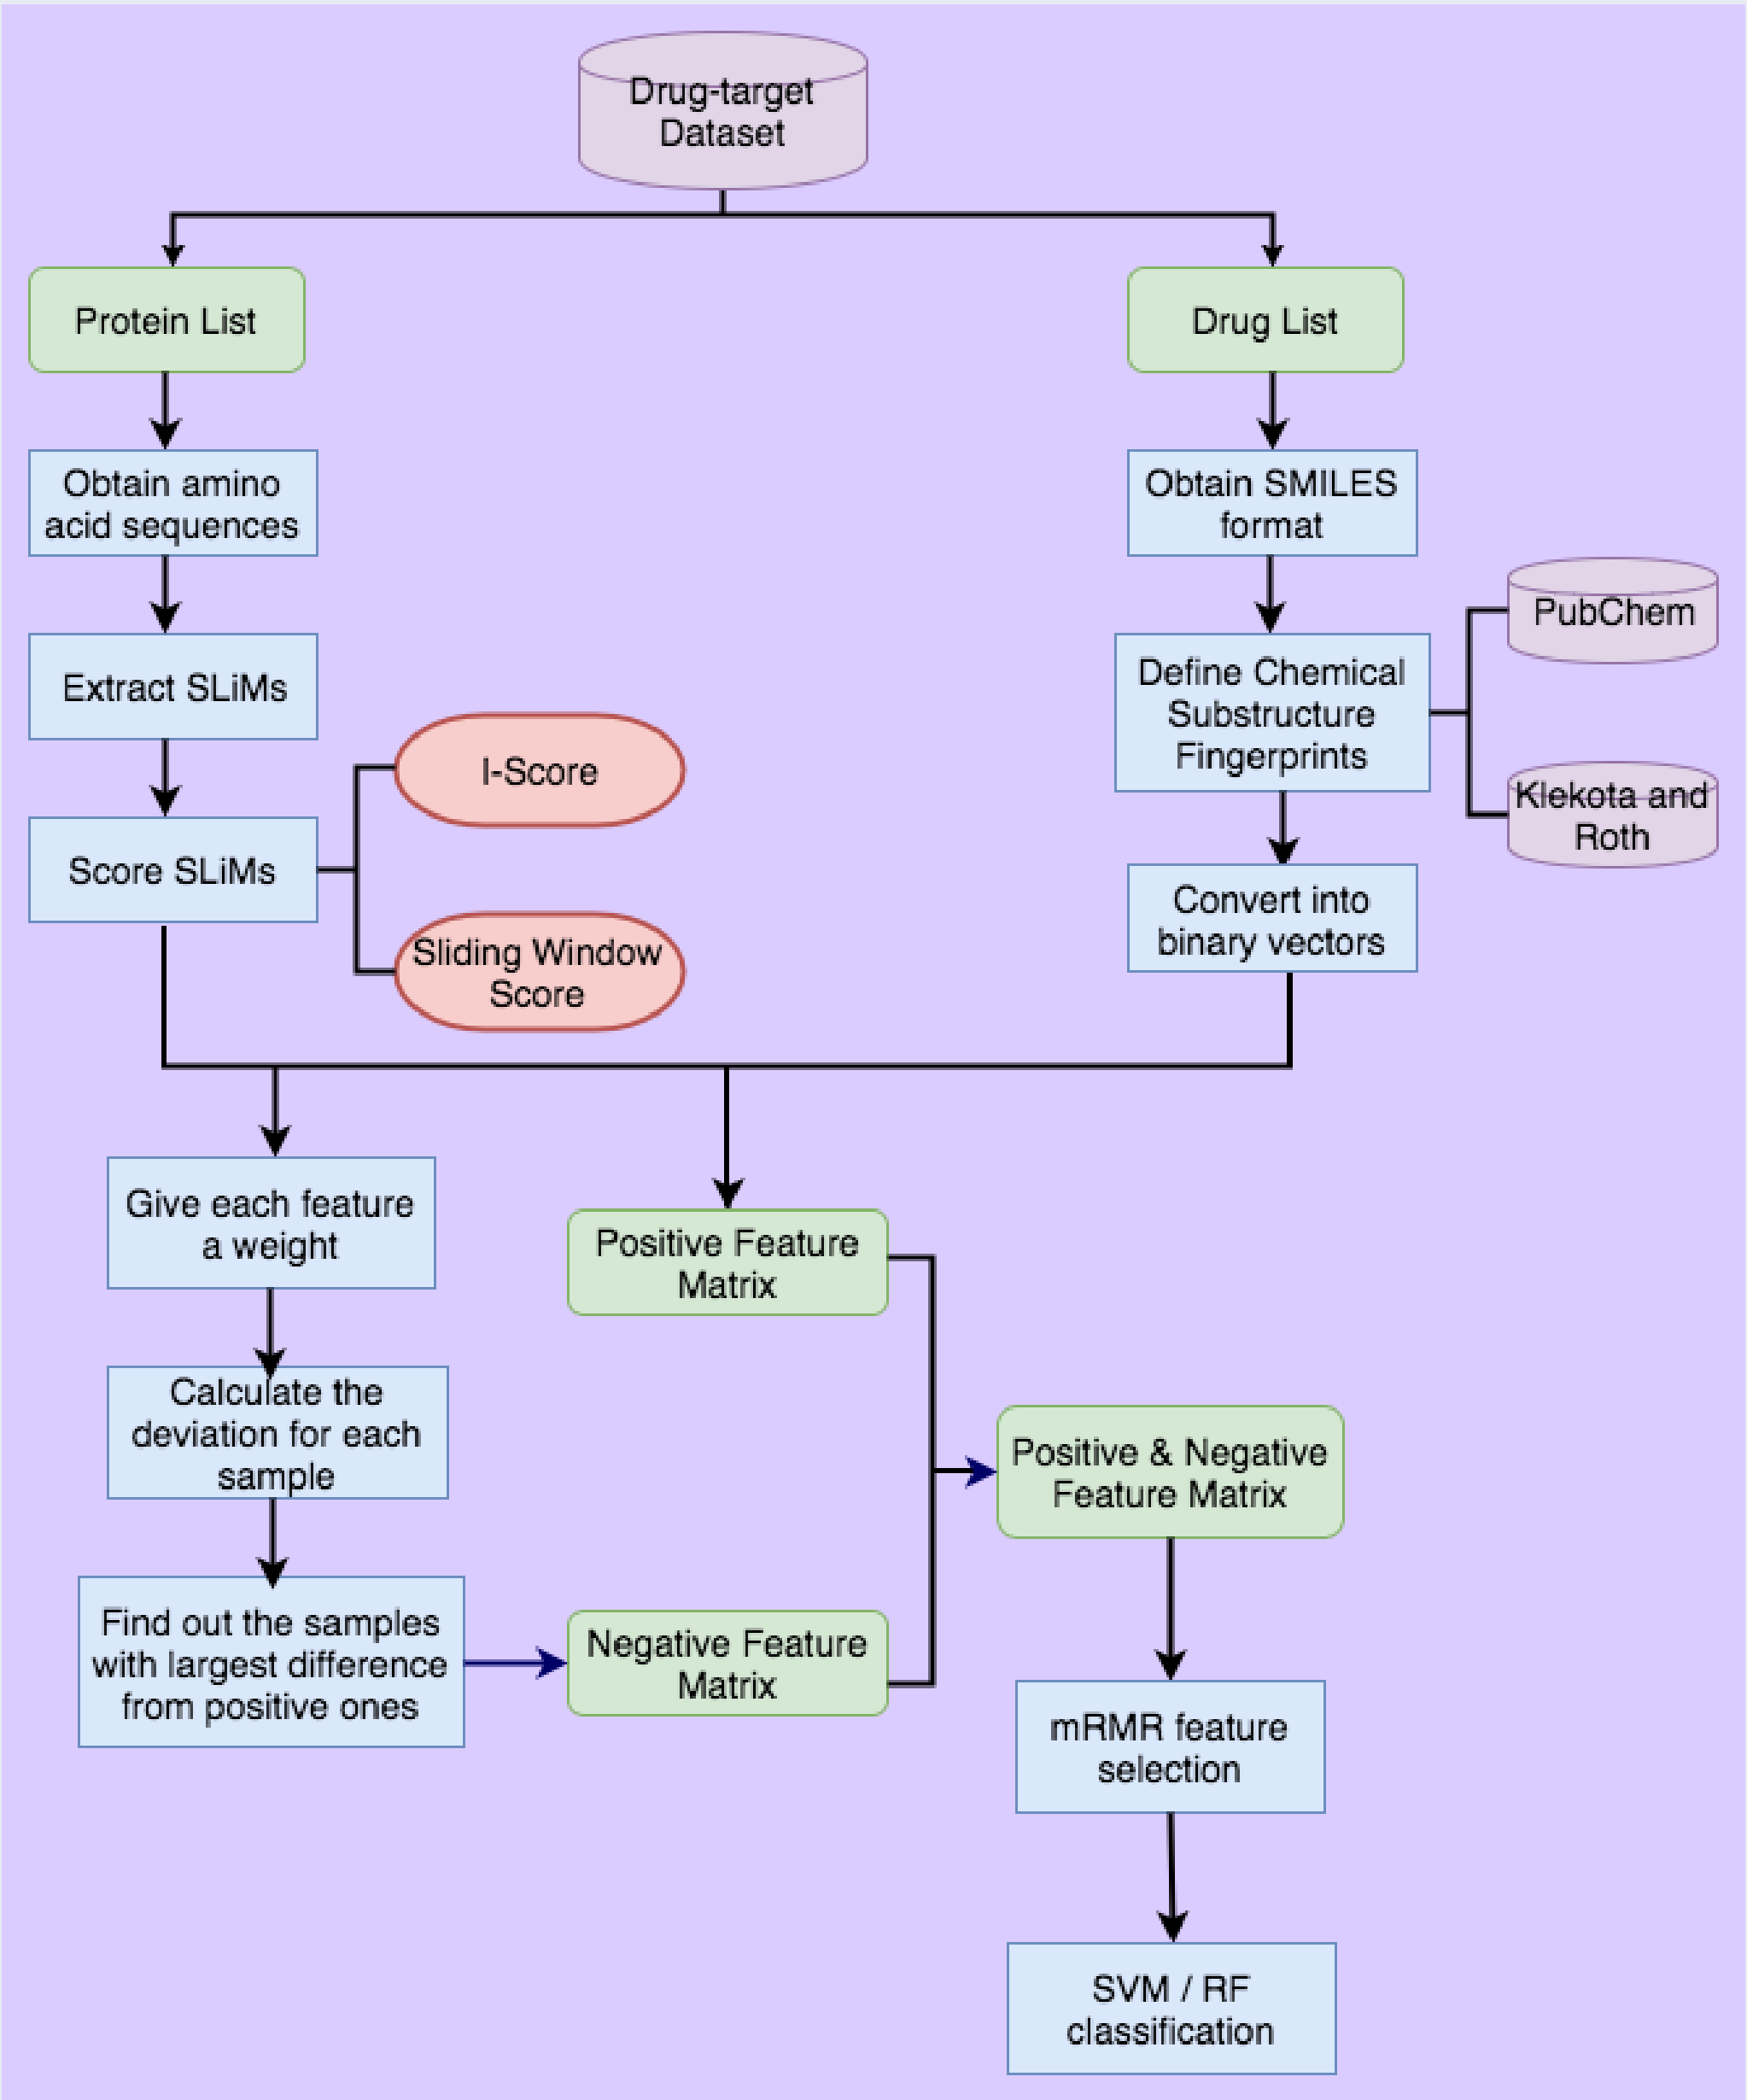 Drug-target
Dataset
Protein List
Drug List
Obtain amino
acid sequences
Obtain SMILES
format
Extract SLiMs
Define Chemical
Substructure
Fingerprints
PubChem
Klekota and
Roth
I-Score
Score SLiMs
Sliding Window
Score
Convert into
binary vectors
Give each feature
a weight
Positive Feature
Matrix
Calculate the
deviation for each
sample
Positive & Negative
Feature Matrix
Find out the samples
with largest difference
from positive ones
Negative Feature
Matrix
mRMR feature
selection
SVM / RF
classification